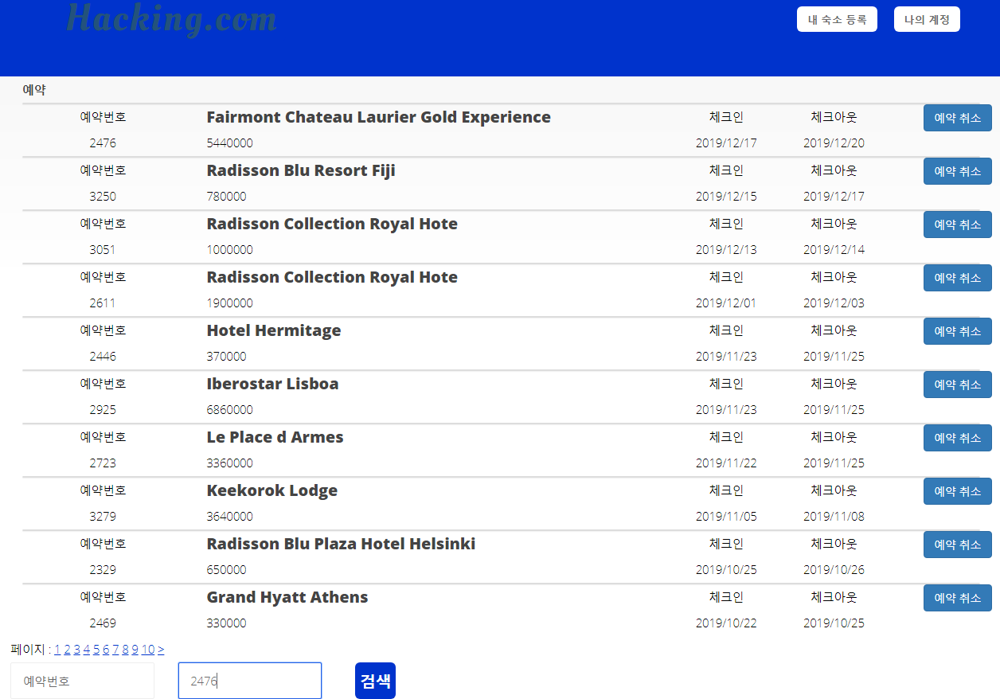 Hacking.com
내 숙소 등록 나의 계정
예약
예약번호 Fairmont Chateau Laurier Gold Experience 체크인 체크아웃 예약 취소
2476 5440000 2019/12/17 2019/12/20
예약번호 Radisson Blu Resort Fiji 체크인 체크아웃 예약 취소
3250 780000 2019/12/15 2019/12/17
예약번호 Radisson Collection Royal Hote 체크인 체크아웃 예약 취소
3051 1000000 2019/12/13 2019/12/14
예약번호 Radisson Collection Royal Hote 체크인 체크아웃 예약 취소
2611 1900000 2019/12/01 2019/12/03
예약번호 Hotel Hermitage 체크인 체크아웃 예약 취소
2446 370000 2019/11/23 2019/11/25
예약번호 Iberostar Lisboa 체크인 체크아웃 예약 취소
2925 6860000 2019/11/23 2019/11/25
예약번호 Le Place d Armes 체크인 체크아웃 예약 취소
2723 3360000 2019/11/22 2019/11/25
예약번호 Keekorok Lodge 체크인 체크아웃 예약 취소
3279 3640000 2019/11/05 2019/11/08
예약번호 Radisson Blu Plaza Hotel Helsinki 체크인 체크아웃 예약 취소
2329 650000 2019/10/25 2019/10/26
예약번호 Grand Hyatt Athens 체크인 체크아웃 예약 취소
2469 330000 2019/10/22 2019/10/25
페이지 : 1 2 3 4 5 6 7 8 9 10 >
예약번호 2476 검색